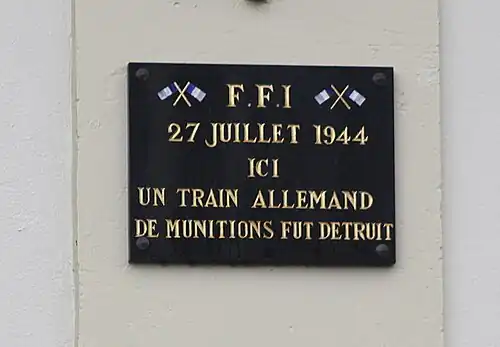 F.F.I
27 JUILLET 1944
ICI
UN TRAIN ALLEMAND
DE MUNITIONS FUT DETRUIT